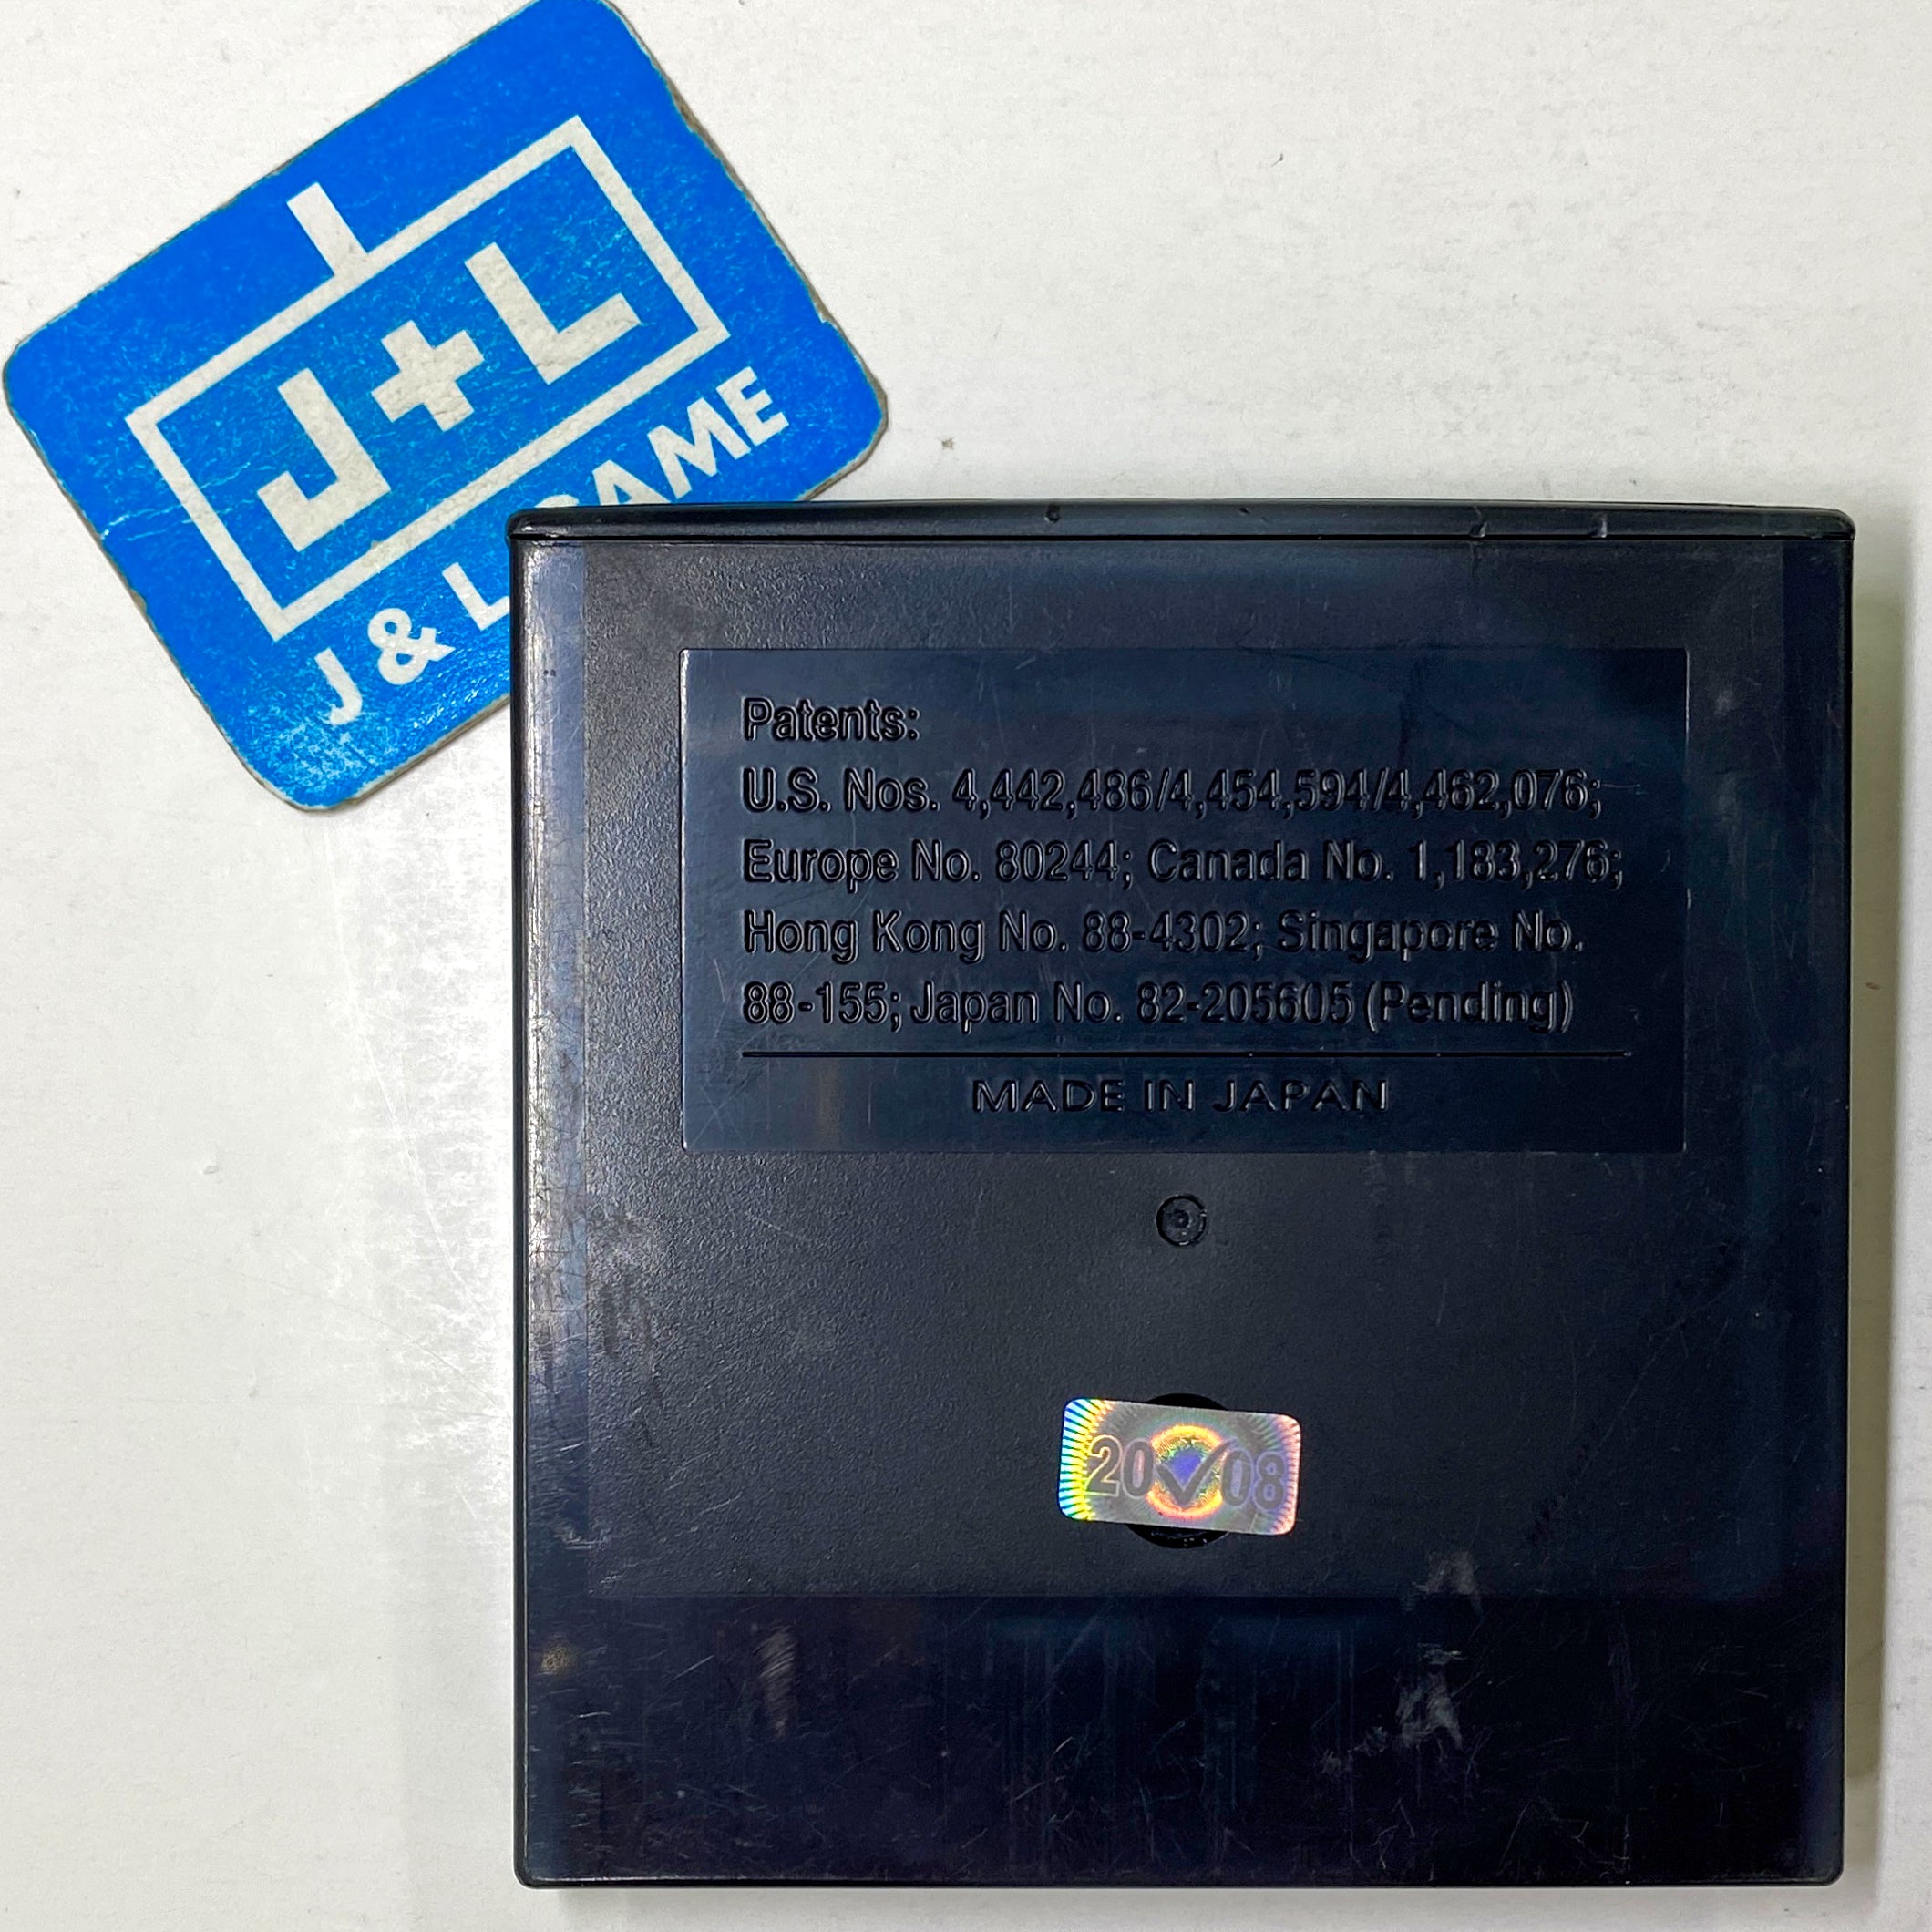 J+L
J & L GAME
Patents:
U.S. Nos. 4,442,486/4,454,594/4,462,076;
Europe No. 80244; Canada No. 1,183,276;
Hong Kong No. 88-4302; Singapore No.
88-155; Japan No. 82-205605 (Pending)
MADE IN JAPAN
20✓08